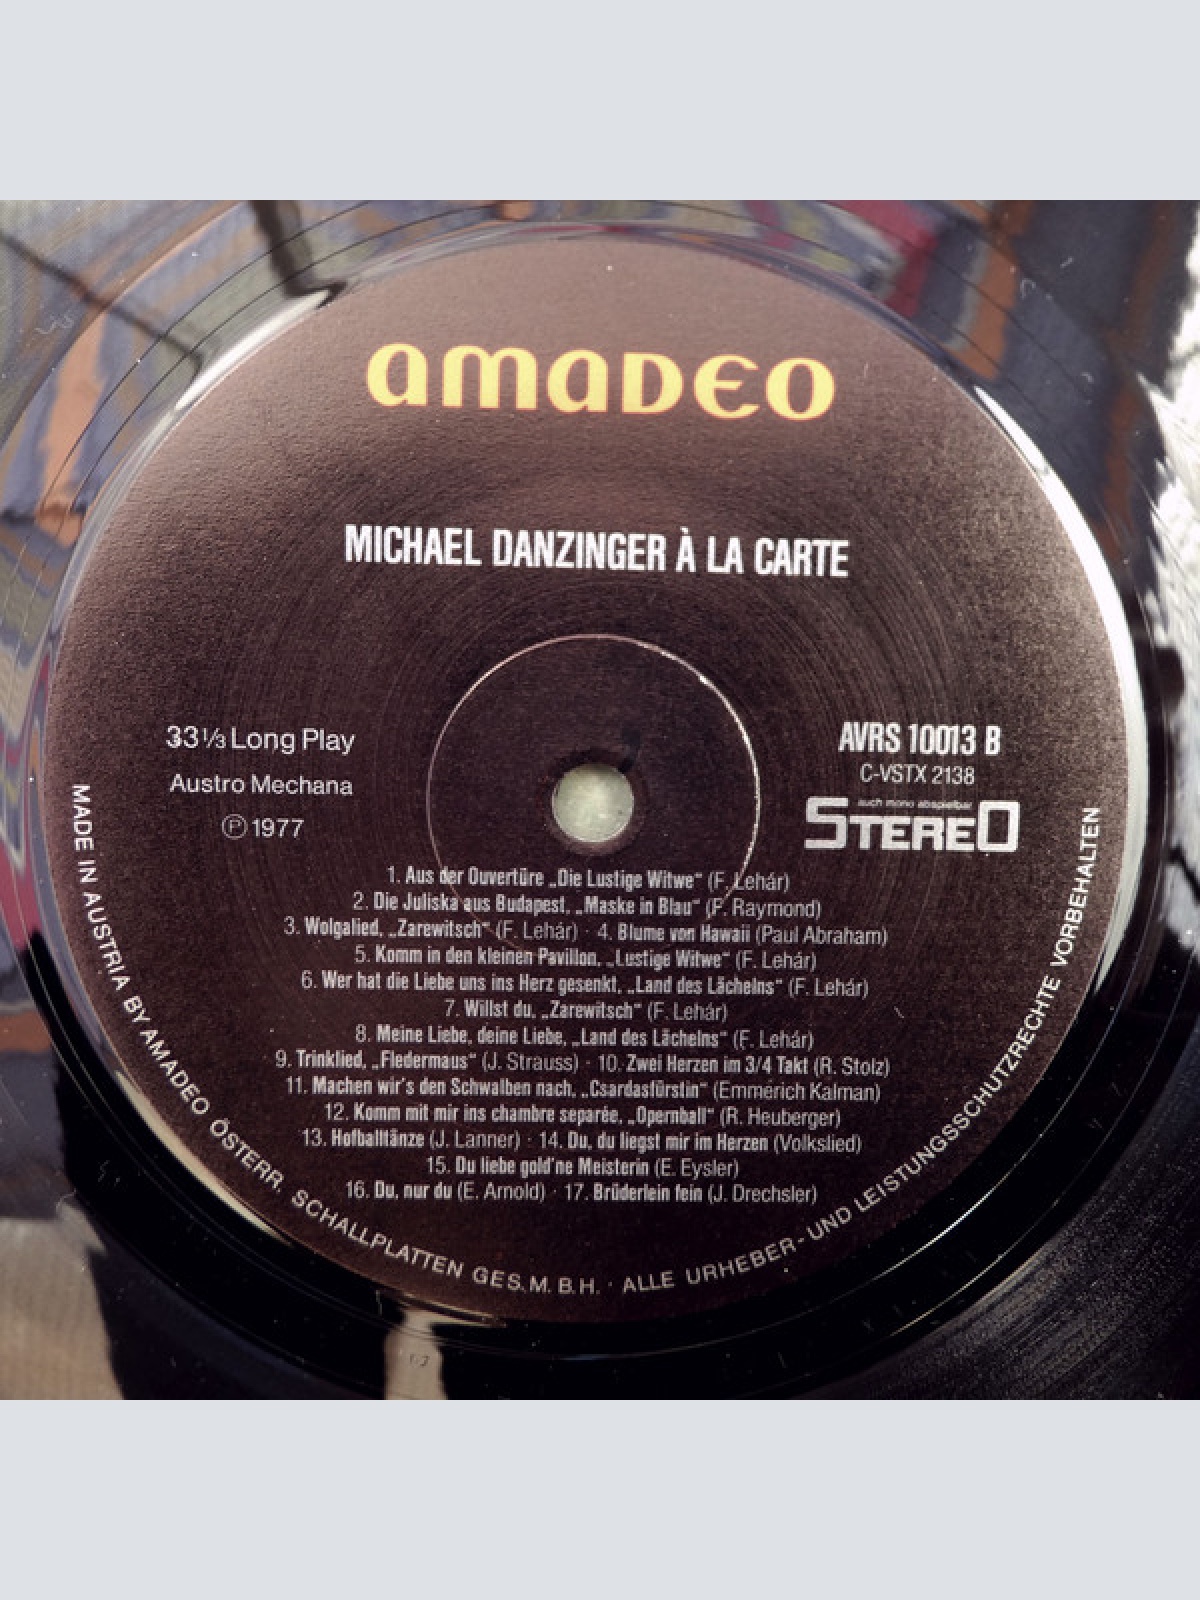 AMADEO
MICHAEL DANZINGER À LA CARTE
33⅓ Long Play
Austro Mechana
Ⓟ 1977
AVRS 10013 B
C-VSTX 2138
auch mono abspielbar
STEREO
1. Aus der Ouvertüre „Die Lustige Witwe“ (F. Lehár)
2. Die Juliska aus Budapest, „Maske in Blau“ (F. Raymond)
3. Wolgalied, „Zarewitsch“ (F. Lehár) · 4. Blume von Hawaii (Paul Abraham)
5. Komm in den kleinen Pavillon, „Lustige Witwe“ (F. Lehár)
6. Wer hat die Liebe uns ins Herz gesenkt, „Land des Lächelns“ (F. Lehár)
7. Willst du, „Zarewitsch“ (F. Lehár)
8. Meine Liebe, deine Liebe, „Land des Lächelns“ (F. Lehár)
9. Trinklied, „Fledermaus“ (J. Strauss) · 10. Zwei Herzen im 3/4 Takt (R. Stolz)
11. Machen wir's den Schwalben nach, „Csardasfürstin“ (Emmerich Kalman)
12. Komm mit mir ins chambre separée, „Opernball“ (R. Heuberger)
13. Hofballtänze (J. Lanner) · 14. Du, du liegst mir im Herzen (Volkslied)
15. Du liebe gold'ne Meisterin (E. Eysler)
16. Du, nur du (E. Arnold) · 17. Brüderlein fein (J. Drechsler)
MADE IN AUSTRIA BY AMADEO ÖSTERR. SCHALLPLATTEN GES.M.B.H. · ALLE URHEBER- UND LEISTUNGSSCHUTZRECHTE VORBEHALTEN